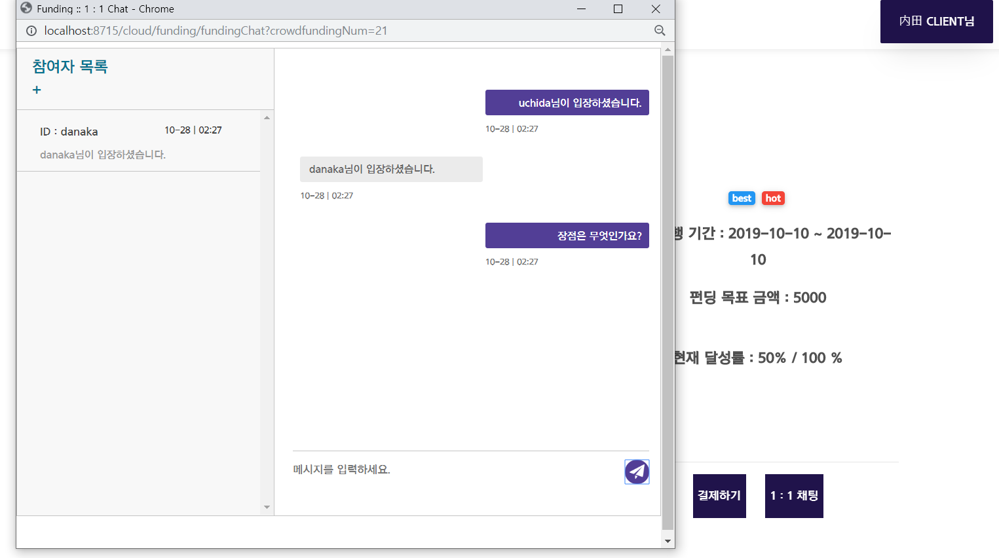 Funding :: 1 : 1 Chat - Chrome
localhost:8715/cloud/funding/fundingChat?crowdfundingNum=21
참여자 목록
+
ID : danaka
10-28 | 02:27
danaka님이 입장하셨습니다.
uchida님이 입장하셨습니다.
10-28 | 02:27
danaka님이 입장하셨습니다.
10-28 | 02:27
장점은 무엇인가요?
10-28 | 02:27
메시지를 입력하세요.
内田 CLIENT님
best hot
행 기간 : 2019-10-10 ~ 2019-10-
10
펀딩 목표 금액 : 5000
현재 달성률 : 50% / 100 %
결제하기
1 : 1 채팅